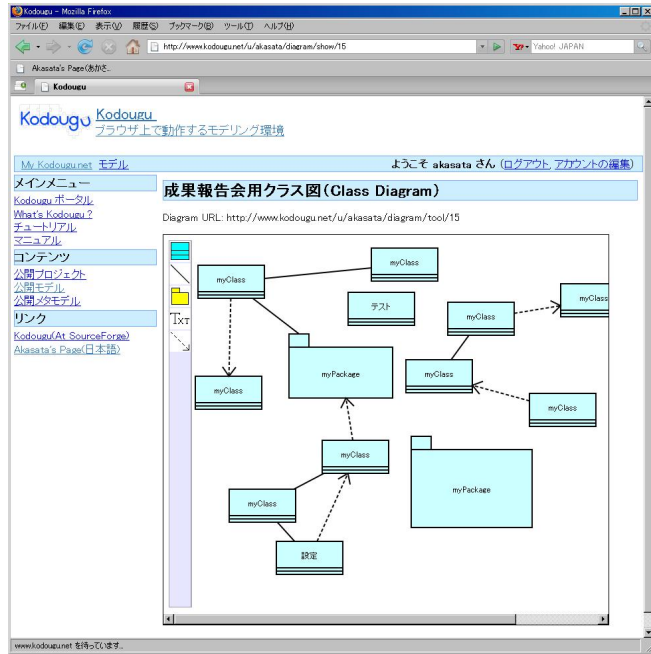 Kodougu - Mozilla Firefox
ファイル(F) 編集(E) 表示(V) 履歴(S) ブックマーク(B) ツール(T) ヘルプ(H)
http://www.kodougu.net/u/akasata/diagram/show/15
Yahoo! JAPAN
Akasata's Page(あかさ..
Kodougu
Kodougu Kodougu
ブラウザ上で動作するモデリング環境
My Kodougu.net モデル ようこそ akasata さん (ログアウト, アカウントの編集)
メインメニュー
Kodougu ポータル
What's Kodougu ?
チュートリアル
マニュアル
コンテンツ
公開プロジェクト
公開モデル
公開メタモデル
リンク
Kodougu(At SourceForge)
Akasata's Page(日本語)
成果報告会用クラス図(Class Diagram)
Diagram URL: http://www.kodougu.net/u/akasata/diagram/tool/15
TXT
myClass
myClass
テスト
myClass
myClass
myPackage
myClass
myClass
myClass
myClass
myPackage
myClass
設定
www.kodougu.net を待っています..